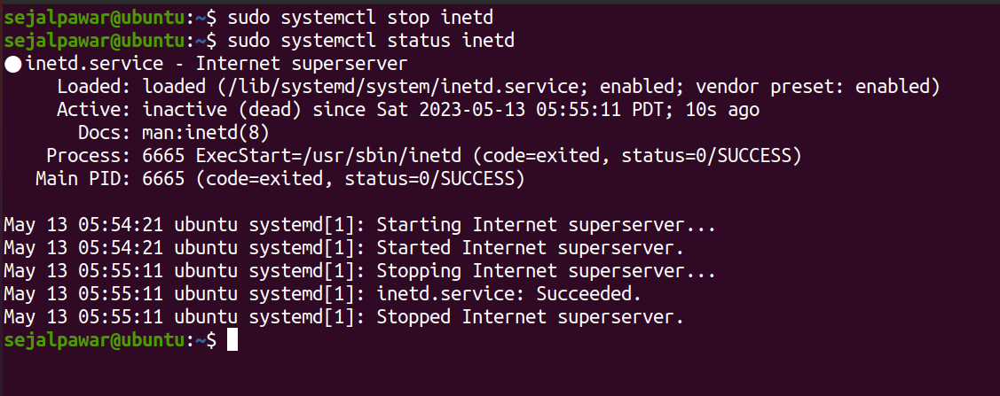 sejalpawar@ubuntu:~$ sudo systemctl stop inetd
sejalpawar@ubuntu:~$ sudo systemctl status inetd
● inetd.service - Internet superserver
     Loaded: loaded (/lib/systemd/system/inetd.service; enabled; vendor preset: enabled)
     Active: inactive (dead) since Sat 2023-05-13 05:55:11 PDT; 10s ago
       Docs: man:inetd(8)
    Process: 6665 ExecStart=/usr/sbin/inetd (code=exited, status=0/SUCCESS)
   Main PID: 6665 (code=exited, status=0/SUCCESS)

May 13 05:54:21 ubuntu systemd[1]: Starting Internet superserver...
May 13 05:54:21 ubuntu systemd[1]: Started Internet superserver.
May 13 05:55:11 ubuntu systemd[1]: Stopping Internet superserver...
May 13 05:55:11 ubuntu systemd[1]: inetd.service: Succeeded.
May 13 05:55:11 ubuntu systemd[1]: Stopped Internet superserver.
sejalpawar@ubuntu:~$